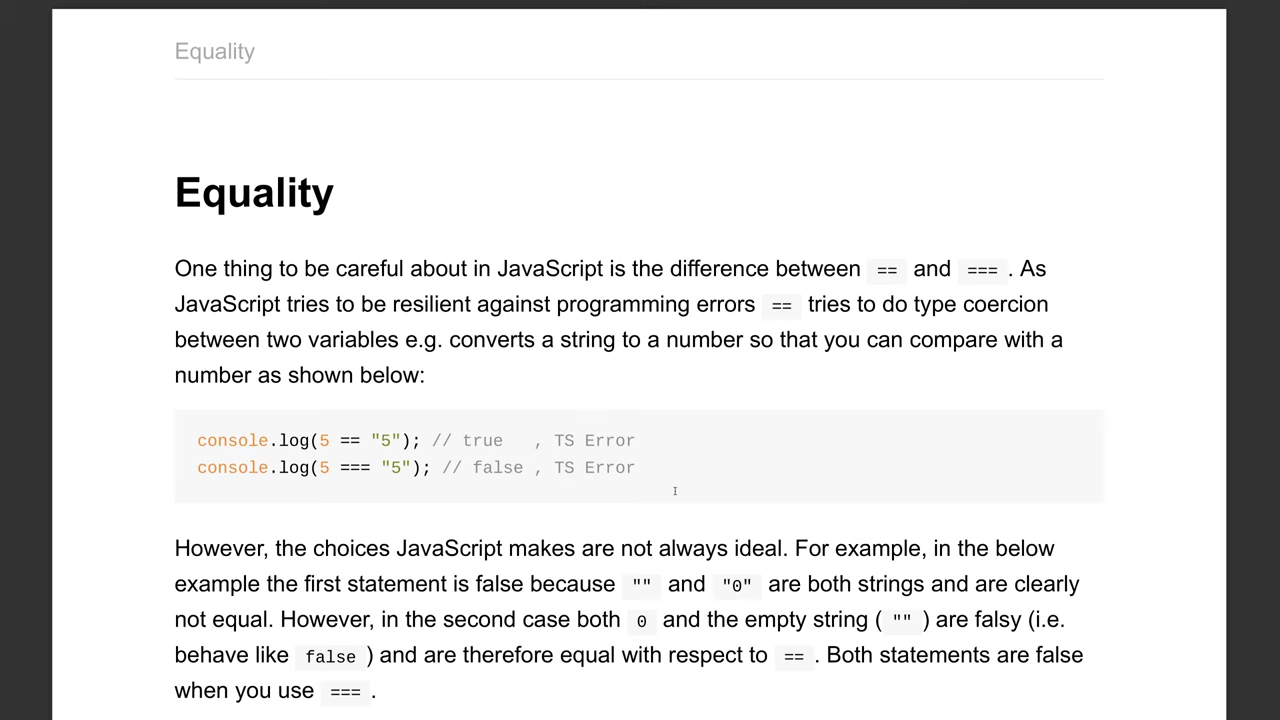 Equality
Equality
One thing to be careful about in JavaScript is the difference between == and === . As
JavaScript tries to be resilient against programming errors == tries to do type coercion
between two variables e.g. converts a string to a number so that you can compare with a
number as shown below:
console.log(5 == "5"); // true   , TS Error
console.log(5 === "5"); // false , TS Error
However, the choices JavaScript makes are not always ideal. For example, in the below
example the first statement is false because "" and "0" are both strings and are clearly
not equal. However, in the second case both 0 and the empty string ( "" ) are falsy (i.e.
behave like false ) and are therefore equal with respect to == . Both statements are false
when you use === .